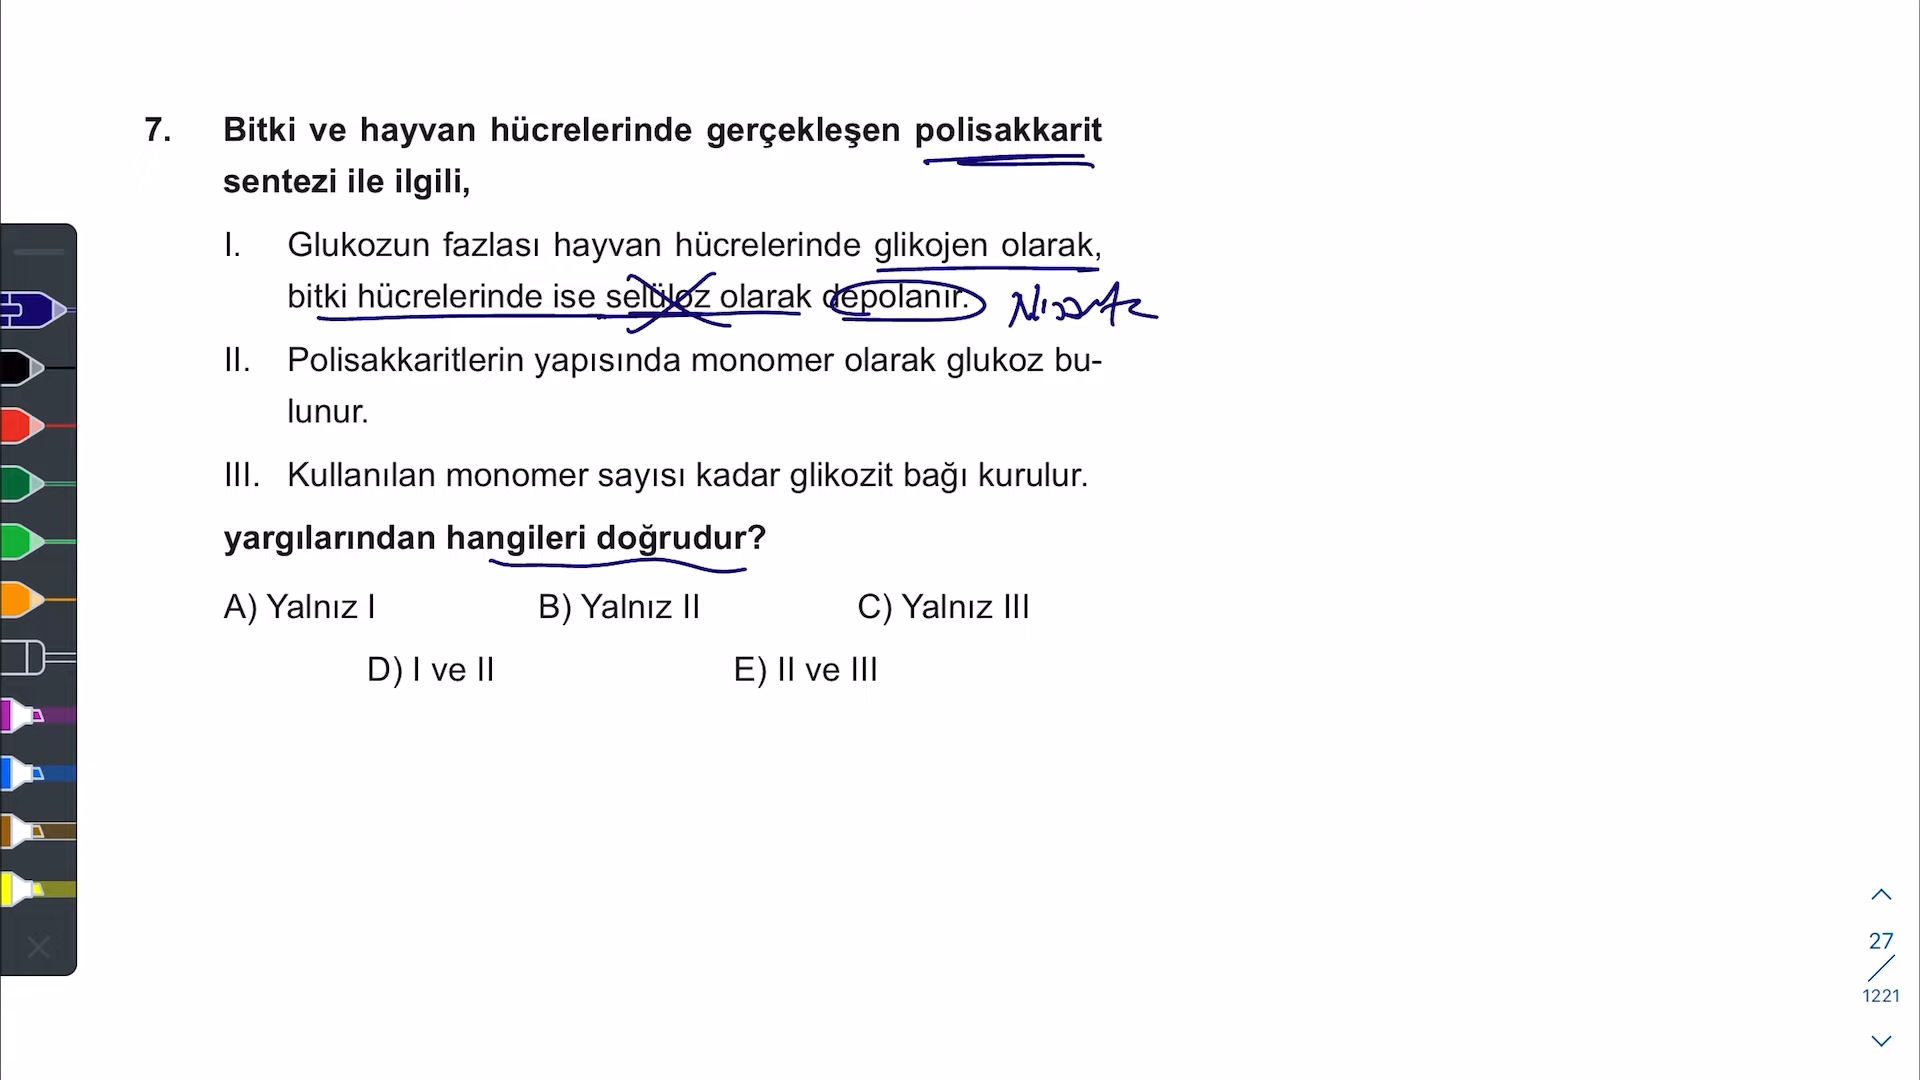 7. Bitki ve hayvan hücrelerinde gerçekleşen polisakkarit
sentezi ile ilgili,
I. Glukozun fazlası hayvan hücrelerinde glikojen olarak,
bitki hücrelerinde ise selüloz olarak depolanır. Nişasta
II. Polisakkaritlerin yapısında monomer olarak glukoz bu-
lunur.
III. Kullanılan monomer sayısı kadar glikozit bağı kurulur.
yargılarından hangileri doğrudur?
A) Yalnız I B) Yalnız II C) Yalnız III
D) I ve II E) II ve III
27
1221